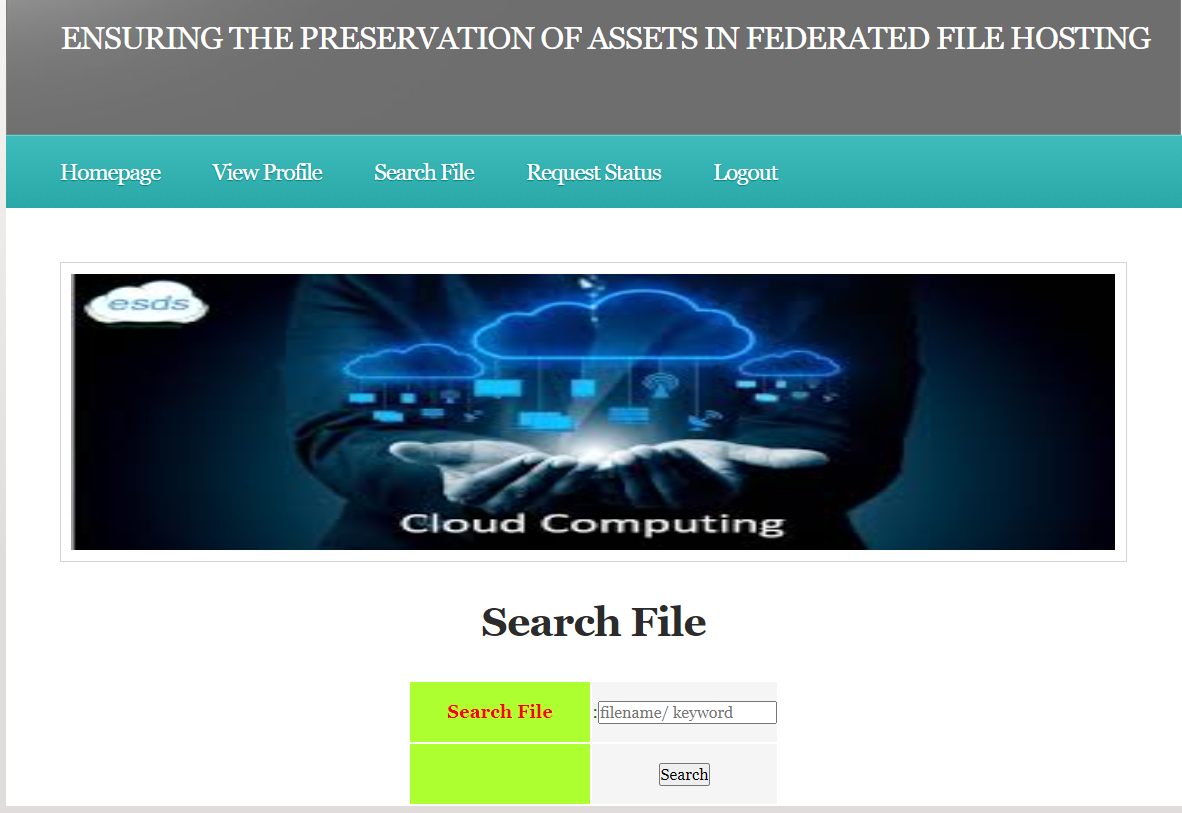 ENSURING THE PRESERVATION OF ASSETS IN FEDERATED FILE HOSTING
Homepage View Profile Search File Request Status Logout
esds
Cloud Computing
Search File
Search File :filename/ keyword
Search